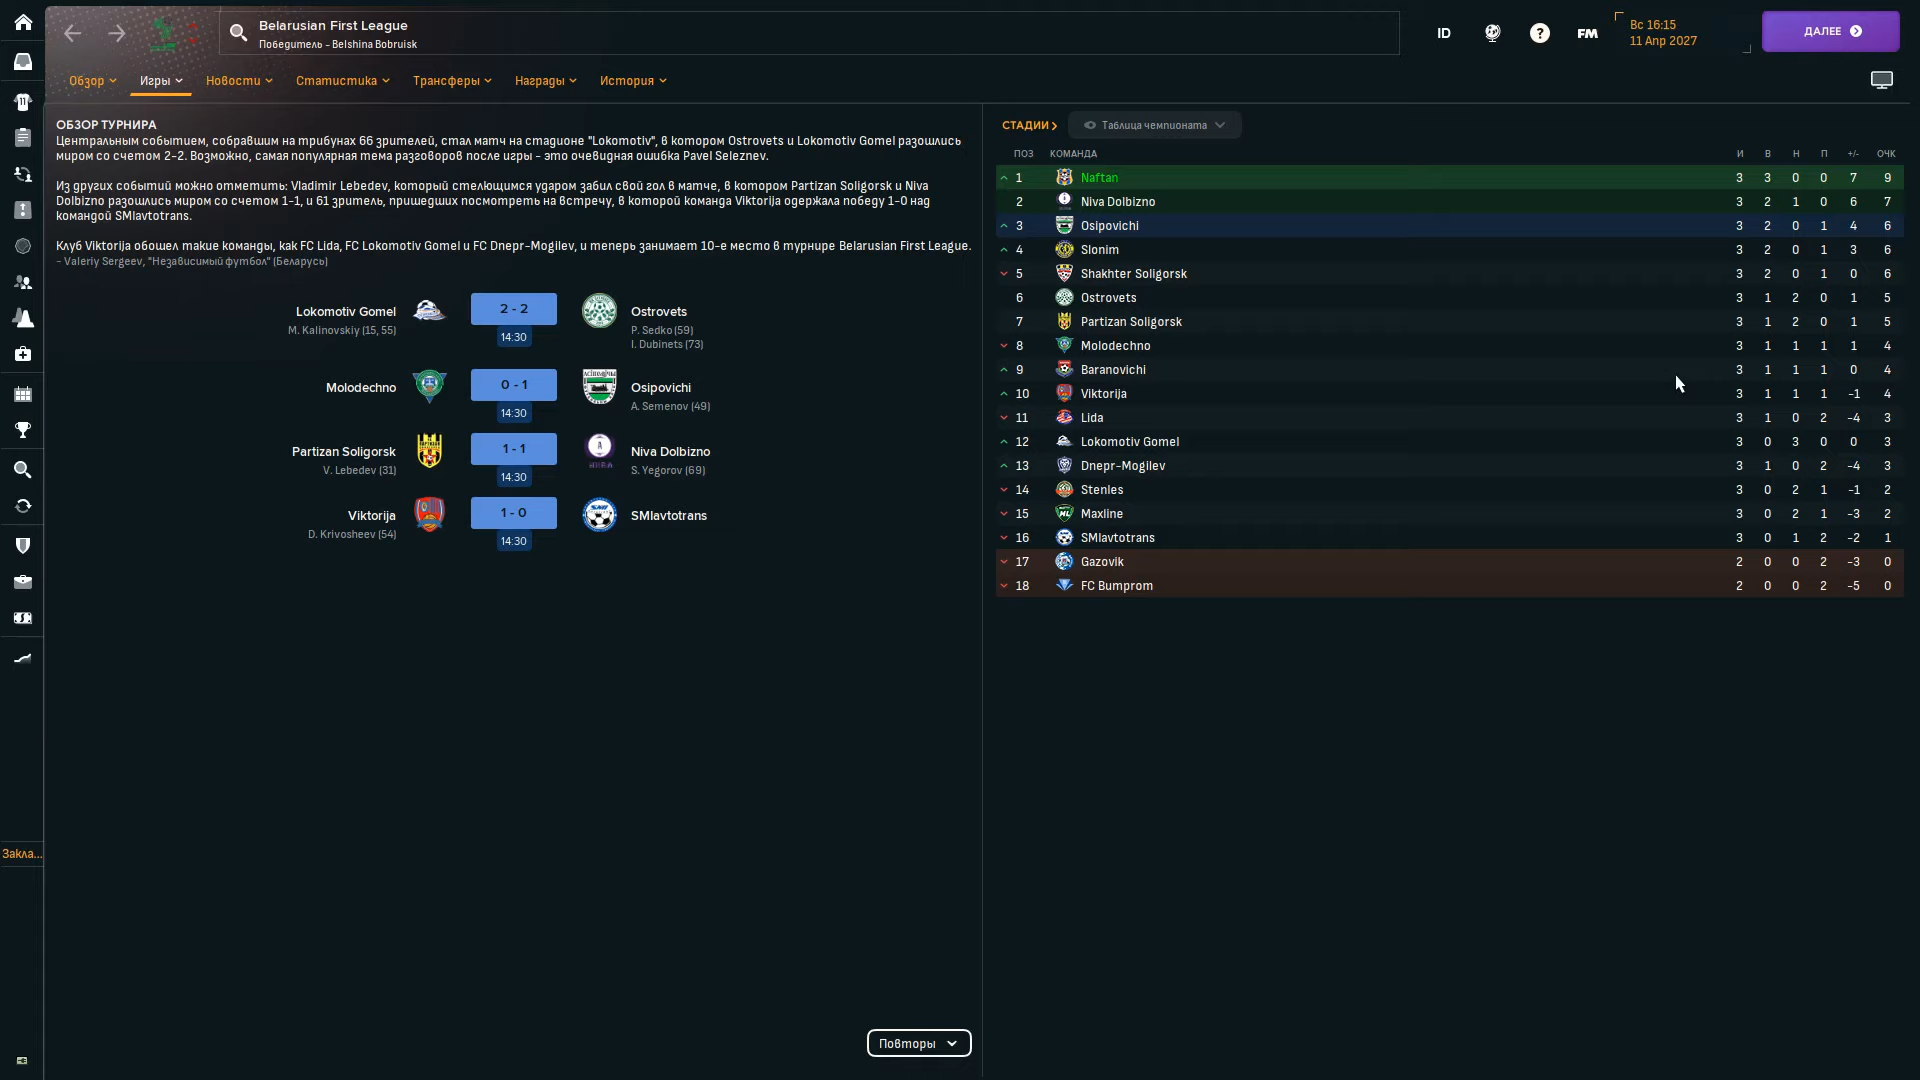 Belarusian First League
Победитель - Belshina Bobruisk
ID
FM
Вс 16:15
11 Апр 2027
ДАЛЕЕ
Обзор
Игры
Новости
Статистика
Трансферы
Награды
История
ОБЗОР ТУРНИРА
Центральным событием, собравшим на трибунах 66 зрителей, стал матч на стадионе "Lokomotiv", в котором Ostrovets и Lokomotiv Gomel разошлись
миром со счетом 2-2. Возможно, самая популярная тема разговоров после игры - это очевидная ошибка Pavel Seleznev.
Из других событий можно отметить: Vladimir Lebedev, который стелющимся ударом забил свой гол в матче, в котором Partizan Soligorsk и Niva
Dolbizno разошлись миром со счетом 1-1, и 61 зритель, пришедших посмотреть на встречу, в которой команда Viktorija одержала победу 1-0 над
командой SMIavtotrans.
Клуб Viktorija обошел такие команды, как FC Lida, FC Lokomotiv Gomel и FC Dnepr-Mogilev, и теперь занимает 10-е место в турнире Belarusian First League.
- Valeriy Sergeev, "Независимый футбол" (Беларусь)
Lokomotiv Gomel 2 - 2 Ostrovets
M. Kalinovskiy (15, 55) 14:30 P. Sedko (59)
I. Dubinets (73)
Molodechno 0 - 1 Osipovichi
14:30 A. Semenov (49)
Partizan Soligorsk 1 - 1 Niva Dolbizno
V. Lebedev (31) 14:30 S. Yegorov (69)
Viktorija 1 - 0 SMIavtotrans
D. Krivosheev (54) 14:30
Повторы
СТАДИИ
Таблица чемпионата
ПОЗ КОМАНДА И В Н П +/- ОЧК
1 Naftan 3 3 0 0 7 9
2 Niva Dolbizno 3 2 1 0 6 7
3 Osipovichi 3 2 0 1 4 6
4 Slonim 3 2 0 1 3 6
5 Shakhter Soligorsk 3 2 0 1 0 6
6 Ostrovets 3 1 2 0 1 5
7 Partizan Soligorsk 3 1 2 0 1 5
8 Molodechno 3 1 1 1 1 4
9 Baranovichi 3 1 1 1 0 4
10 Viktorija 3 1 1 1 -1 4
11 Lida 3 1 0 2 -4 3
12 Lokomotiv Gomel 3 0 3 0 0 3
13 Dnepr-Mogilev 3 1 0 2 -4 3
14 Stenles 3 0 2 1 -1 2
15 Maxline 3 0 2 1 -3 2
16 SMIavtotrans 3 0 1 2 -2 1
17 Gazovik 2 0 0 2 -3 0
18 FC Bumprom 2 0 0 2 -5 0
Закла...